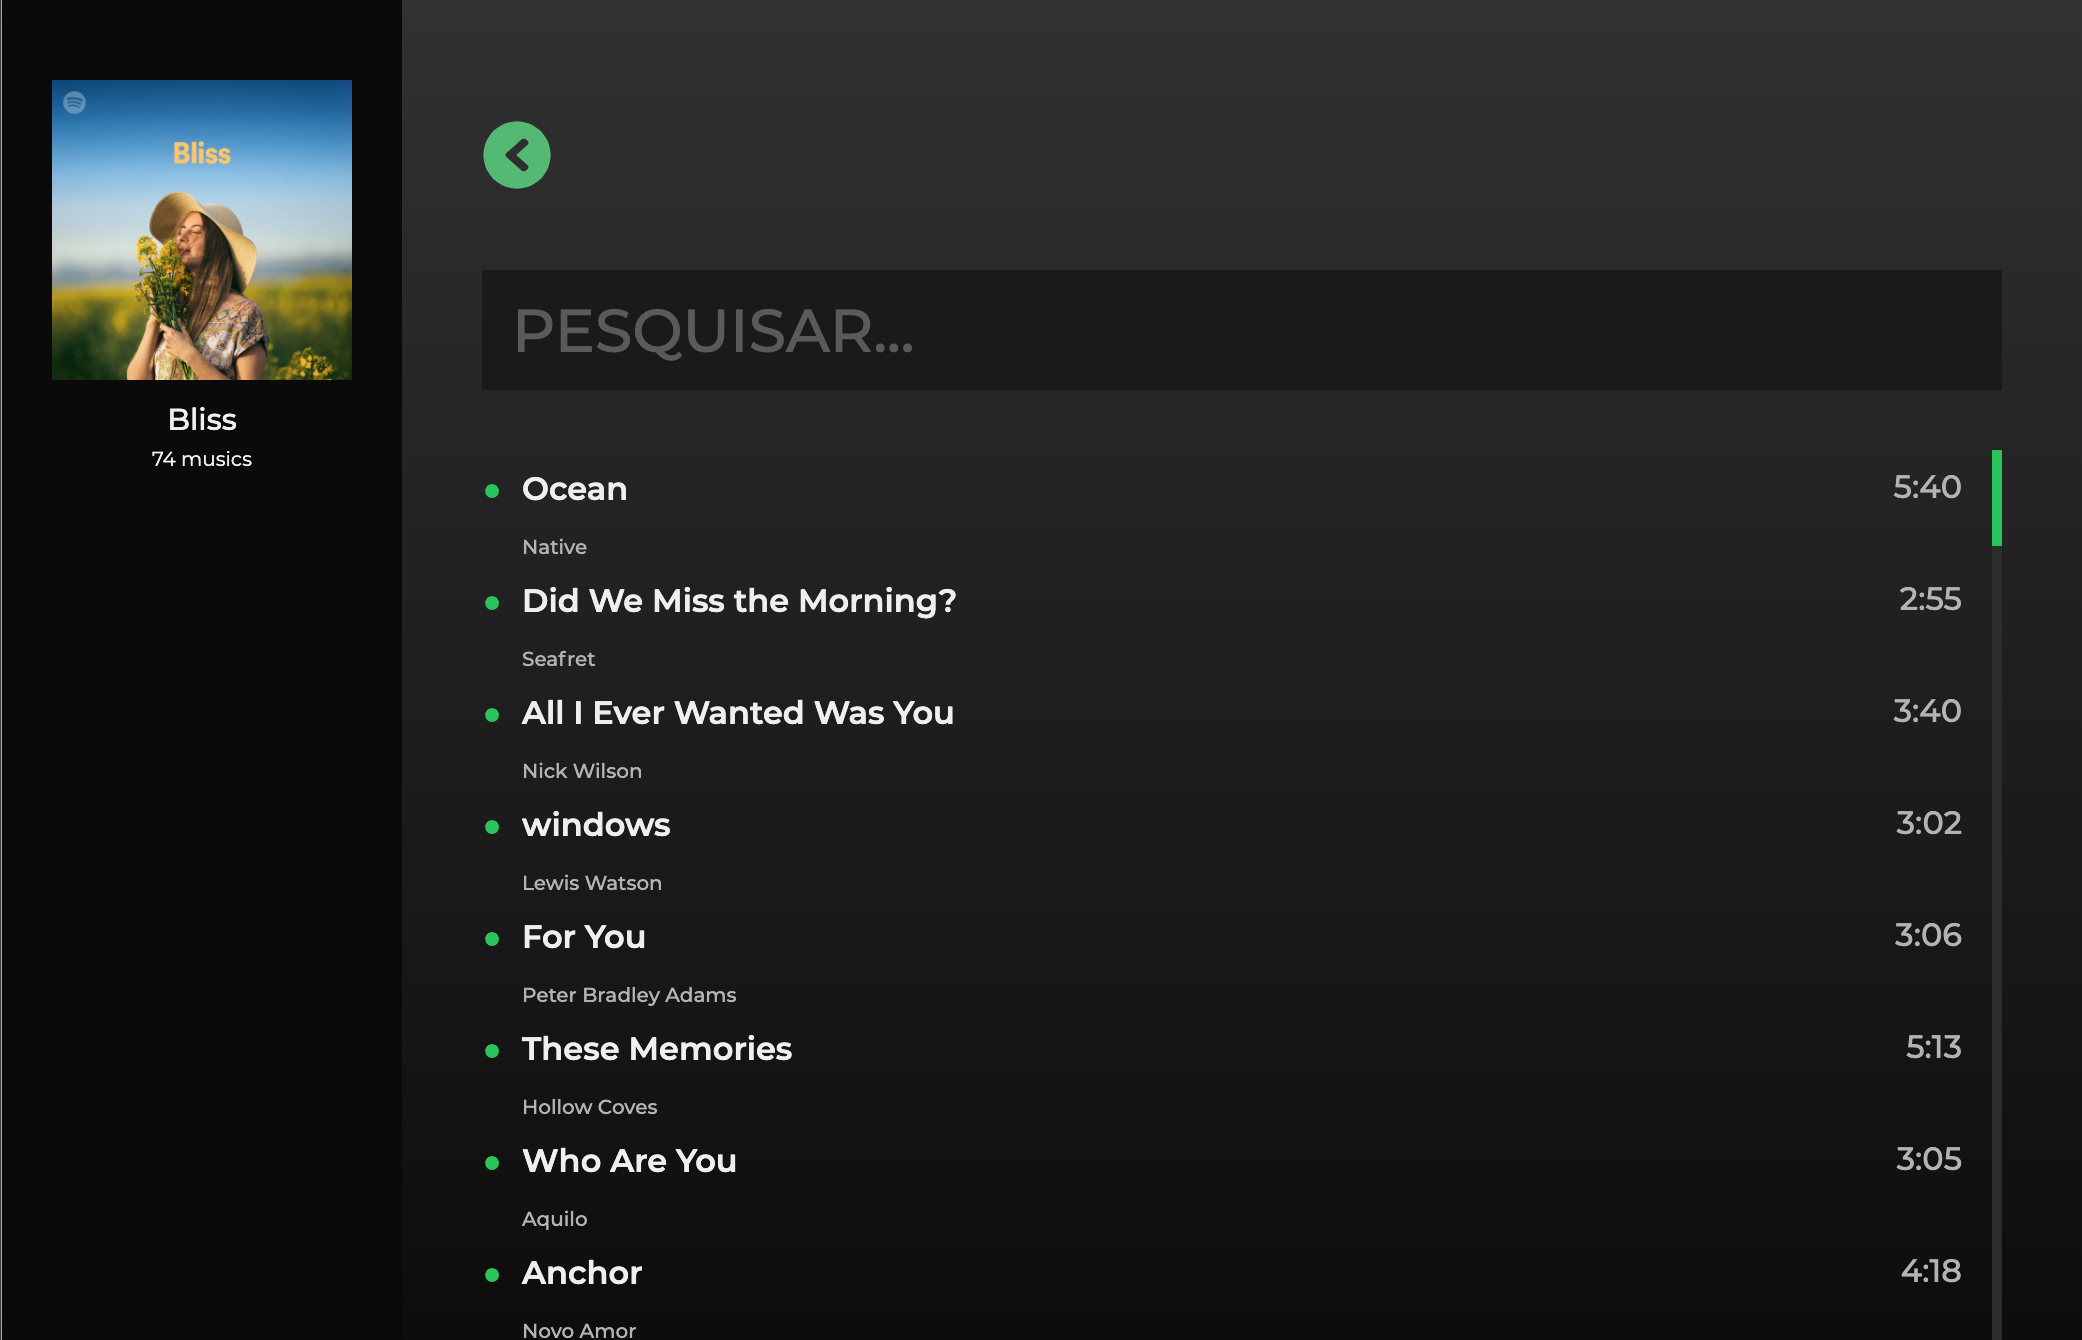 Bliss
Bliss
74 musics
PESQUISAR...
Ocean 5:40
Native
Did We Miss the Morning? 2:55
Seafret
All I Ever Wanted Was You 3:40
Nick Wilson
windows 3:02
Lewis Watson
For You 3:06
Peter Bradley Adams
These Memories 5:13
Hollow Coves
Who Are You 3:05
Aquilo
Anchor 4:18
Novo Amor